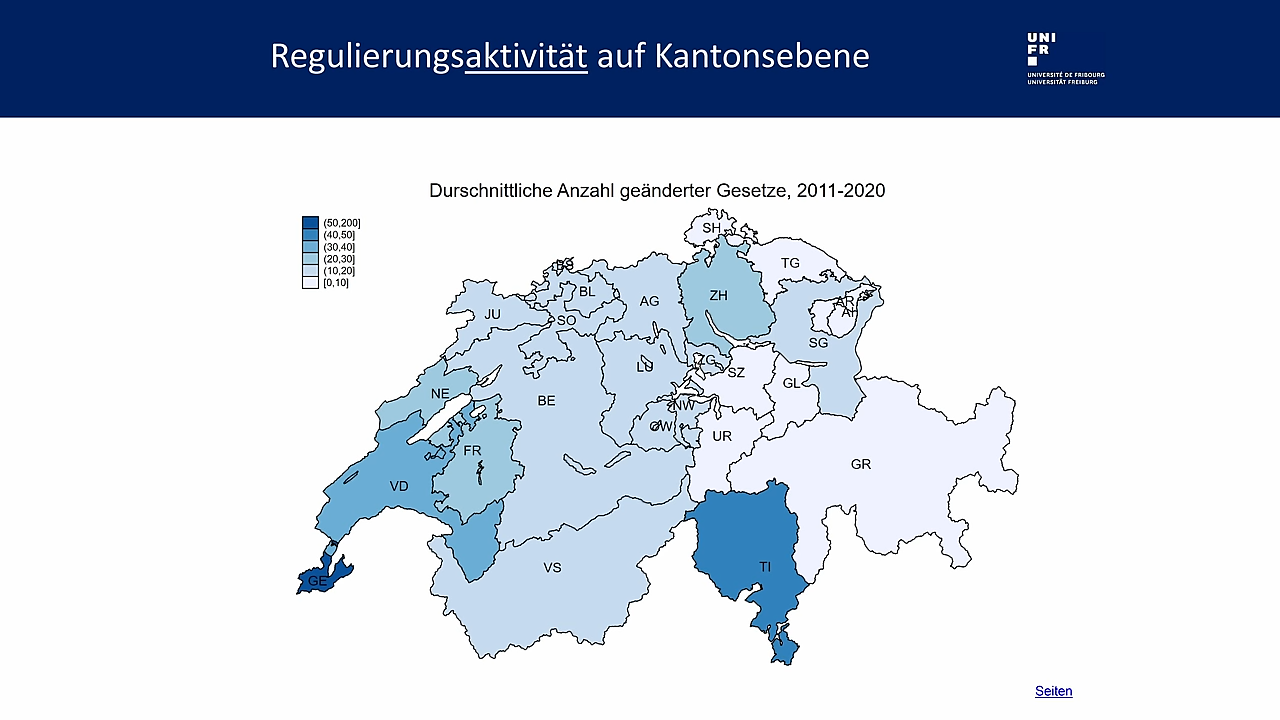 Regulierungsaktivität auf Kantonsebene
UNI
FR
UNIVERSITÉ DE FRIBOURG
UNIVERSITÄT FREIBURG
Durschnittliche Anzahl geänderter Gesetze, 2011-2020
(50,200]
(40,50]
(30,40]
(20,30]
(10,20]
[0,10]
SH
TG
BS
BL
AG
ZH
AR
AI
JU
SO
SG
ZG
LU
SZ
GL
NE
BE
NW
OW
UR
FR
GR
VD
VS
TI
GE
Seiten